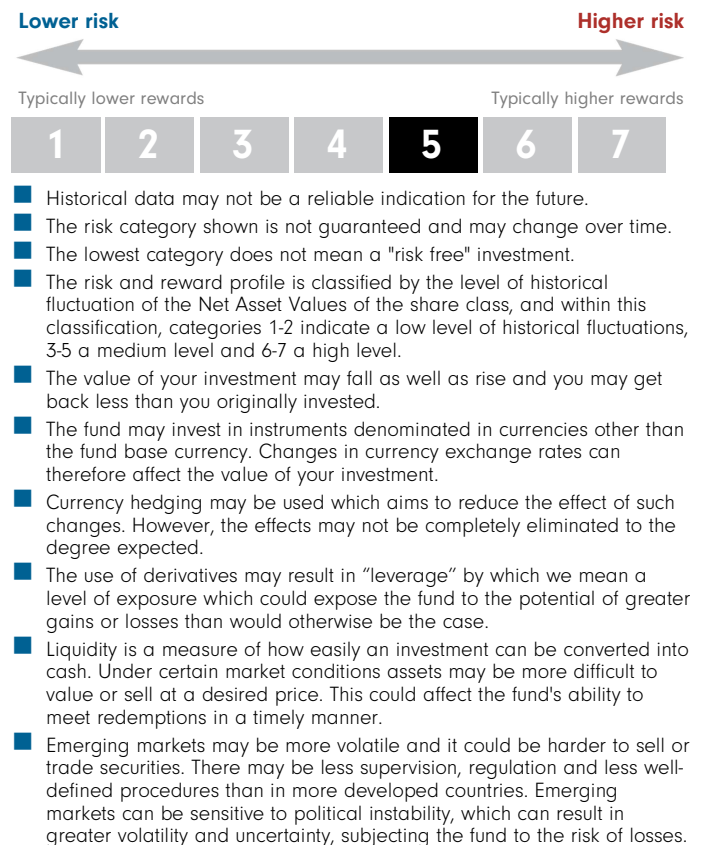 Lower risk Higher risk
Typically lower rewards Typically higher rewards
1 2 3 4 5 6 7
Historical data may not be a reliable indication for the future.
The risk category shown is not guaranteed and may change over time.
The lowest category does not mean a "risk free" investment.
The risk and reward profile is classified by the level of historical
fluctuation of the Net Asset Values of the share class, and within this
classification, categories 1-2 indicate a low level of historical fluctuations,
3-5 a medium level and 6-7 a high level.
The value of your investment may fall as well as rise and you may get
back less than you originally invested.
The fund may invest in instruments denominated in currencies other than
the fund base currency. Changes in currency exchange rates can
therefore affect the value of your investment.
Currency hedging may be used which aims to reduce the effect of such
changes. However, the effects may not be completely eliminated to the
degree expected.
The use of derivatives may result in “leverage” by which we mean a
level of exposure which could expose the fund to the potential of greater
gains or losses than would otherwise be the case.
Liquidity is a measure of how easily an investment can be converted into
cash. Under certain market conditions assets may be more difficult to
value or sell at a desired price. This could affect the fund's ability to
meet redemptions in a timely manner.
Emerging markets may be more volatile and it could be harder to sell or
trade securities. There may be less supervision, regulation and less well-
defined procedures than in more developed countries. Emerging
markets can be sensitive to political instability, which can result in
greater volatility and uncertainty, subjecting the fund to the risk of losses.